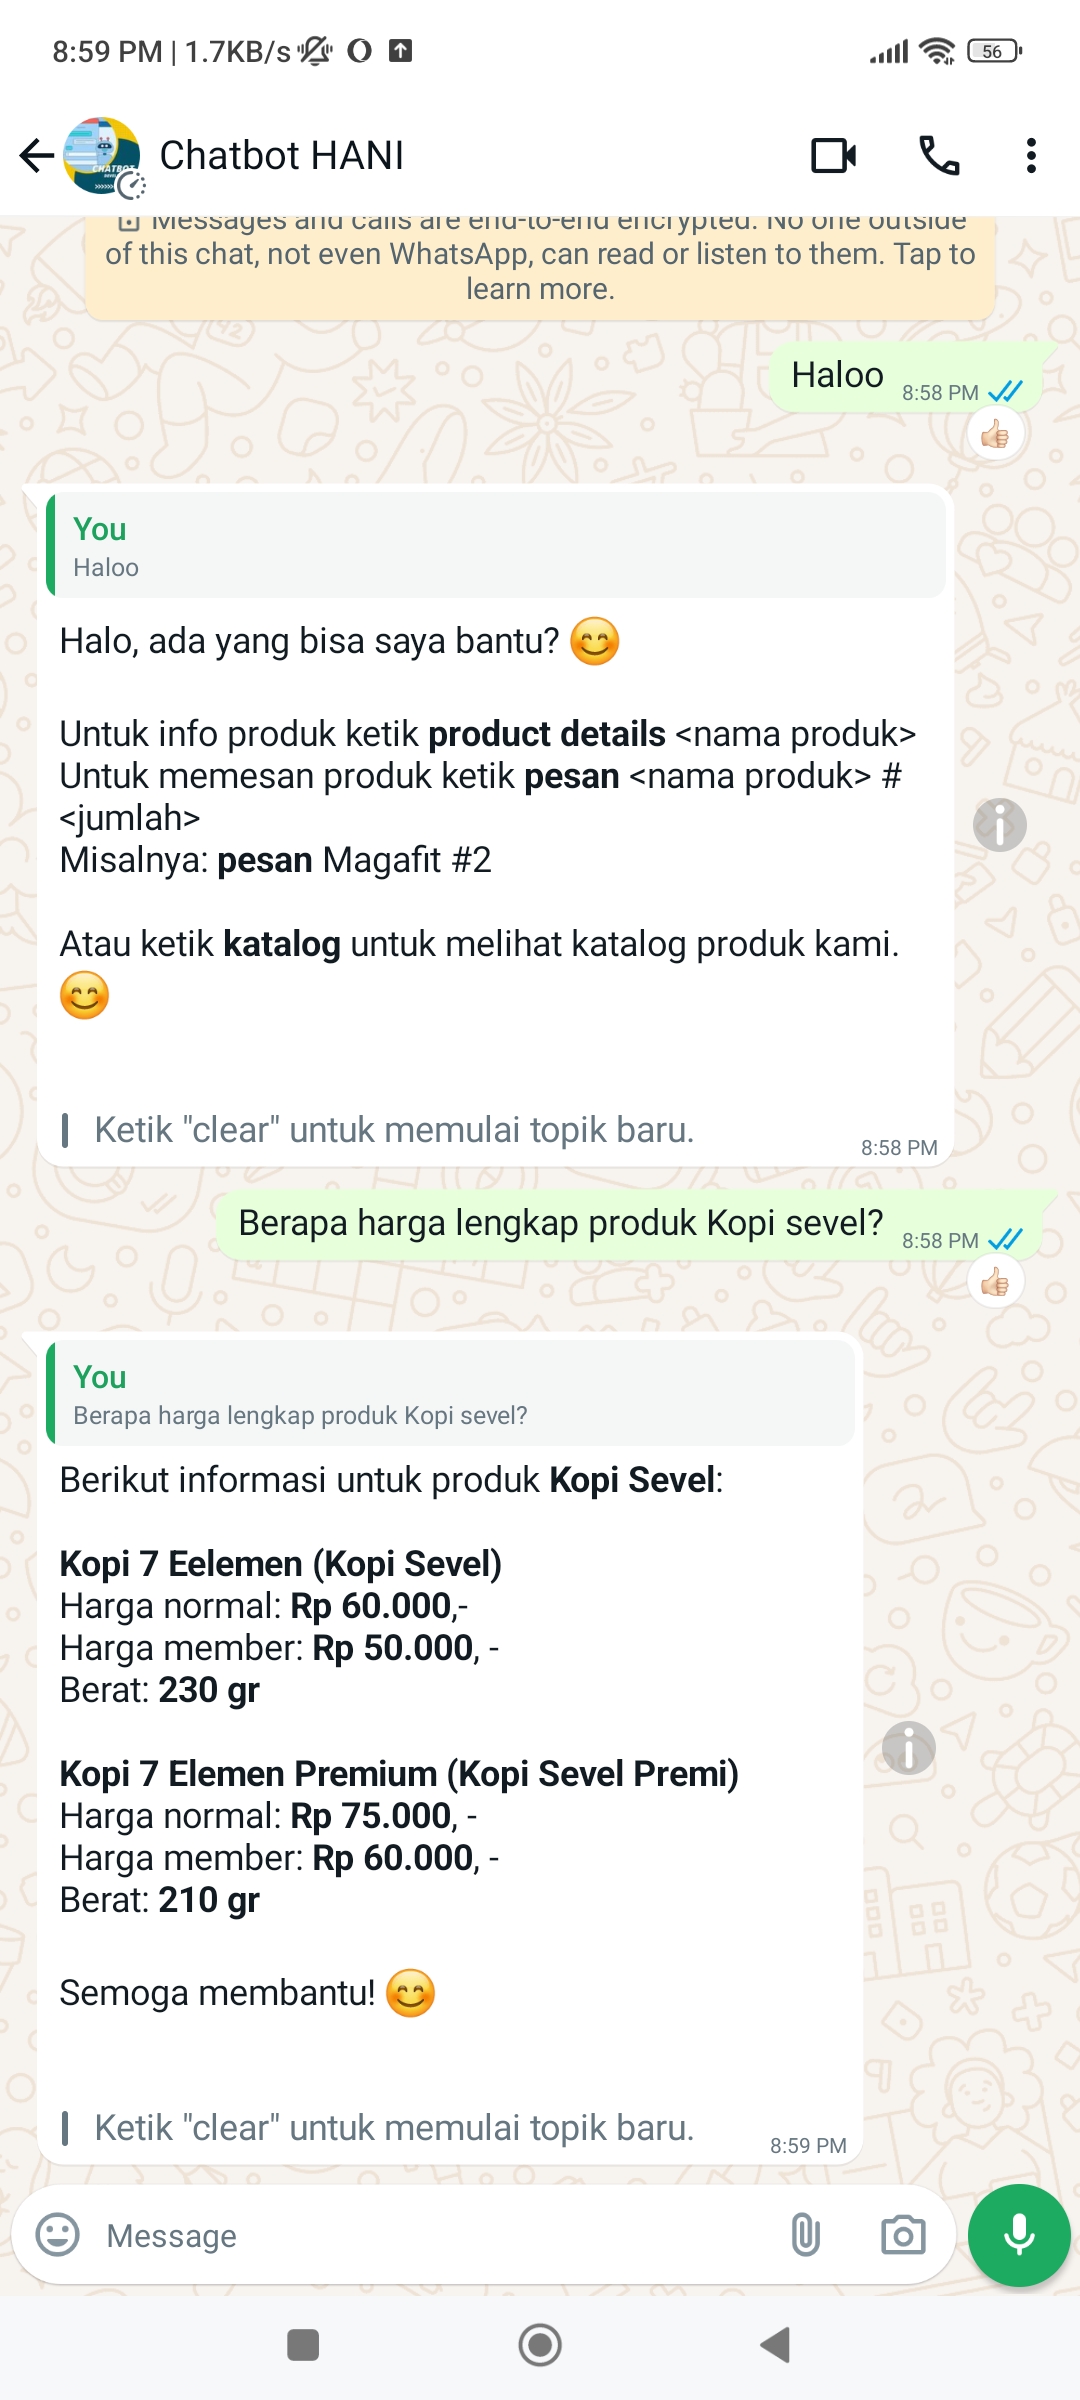 8:59 PM | 1.7KB/s
56
Chatbot HANI
CHATBOT
Messages and calls are end-to-end encrypted. No one outside
of this chat, not even WhatsApp, can read or listen to them. Tap to
learn more.
Haloo 8:58 PM
You
Haloo
Halo, ada yang bisa saya bantu? 😊
Untuk info produk ketik product details <nama produk>
Untuk memesan produk ketik pesan <nama produk> #
<jumlah>
Misalnya: pesan Magafit #2
Atau ketik katalog untuk melihat katalog produk kami.
😊
Ketik "clear" untuk memulai topik baru.
8:58 PM
Berapa harga lengkap produk Kopi sevel? 8:58 PM
You
Berapa harga lengkap produk Kopi sevel?
Berikut informasi untuk produk Kopi Sevel:
Kopi 7 Eelemen (Kopi Sevel)
Harga normal: Rp 60.000,-
Harga member: Rp 50.000, -
Berat: 230 gr
Kopi 7 Elemen Premium (Kopi Sevel Premi)
Harga normal: Rp 75.000, -
Harga member: Rp 60.000, -
Berat: 210 gr
Semoga membantu! 😊
Ketik "clear" untuk memulai topik baru.
8:59 PM
Message